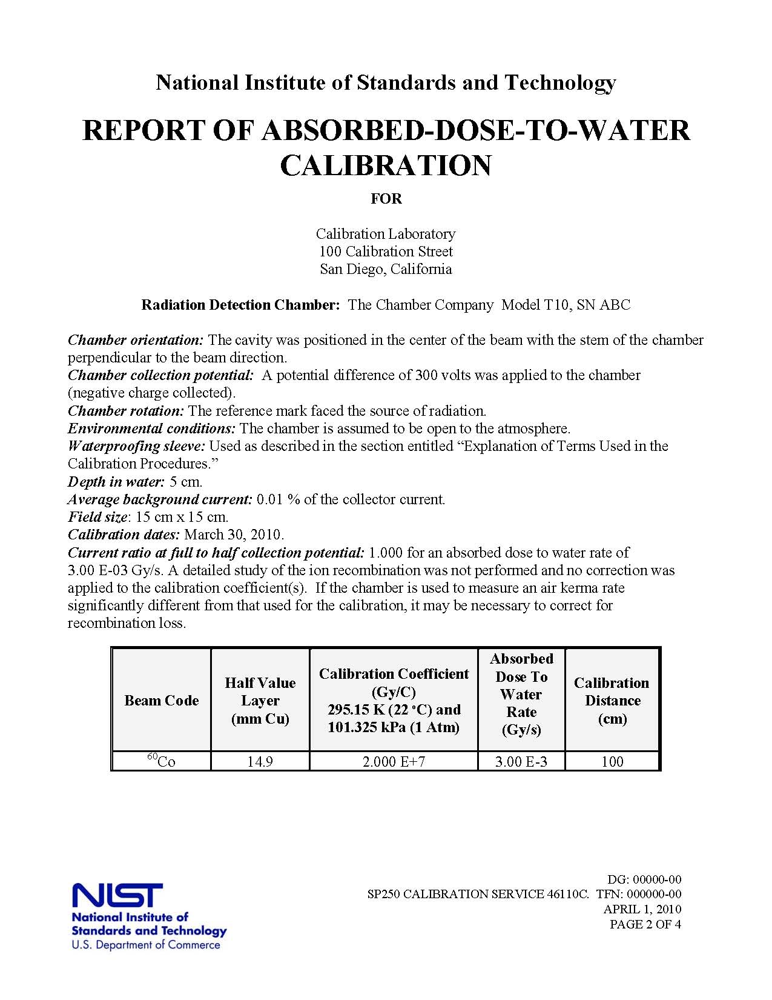 National Institute of Standards and Technology
REPORT OF ABSORBED-DOSE-TO-WATER
CALIBRATION
FOR
Calibration Laboratory
100 Calibration Street
San Diego, California
Radiation Detection Chamber: The Chamber Company Model T10, SN ABC
Chamber orientation: The cavity was positioned in the center of the beam with the stem of the chamber
perpendicular to the beam direction.
Chamber collection potential: A potential difference of 300 volts was applied to the chamber
(negative charge collected).
Chamber rotation: The reference mark faced the source of radiation.
Environmental conditions: The chamber is assumed to be open to the atmosphere.
Waterproofing sleeve: Used as described in the section entitled “Explanation of Terms Used in the
Calibration Procedures.”
Depth in water: 5 cm.
Average background current: 0.01 % of the collector current.
Field size: 15 cm x 15 cm.
Calibration dates: March 30, 2010.
Current ratio at full to half collection potential: 1.000 for an absorbed dose to water rate of
3.00 E-03 Gy/s. A detailed study of the ion recombination was not performed and no correction was
applied to the calibration coefficient(s). If the chamber is used to measure an air kerma rate
significantly different from that used for the calibration, it may be necessary to correct for
recombination loss.
Beam Code
Half Value
Layer
(mm Cu)
Calibration Coefficient
(Gy/C)
295.15 K (22 °C) and
101.325 kPa (1 Atm)
Absorbed
Dose To
Water
Rate
(Gy/s)
Calibration
Distance
(cm)
60Co 14.9 2.000 E+7 3.00 E-3 100
NIST
National Institute of
Standards and Technology
U.S. Department of Commerce
DG: 00000-00
SP250 CALIBRATION SERVICE 46110C. TFN: 000000-00
APRIL 1, 2010
PAGE 2 OF 4